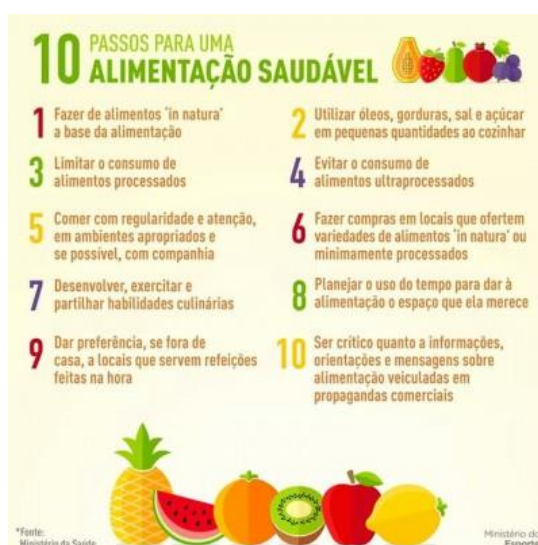 10 PASSOS PARA UMA
ALIMENTAÇÃO SAUDÁVEL
1 Fazer de alimentos 'in natura'
a base da alimentação
2 Utilizar óleos, gorduras, sal e açúcar
em pequenas quantidades ao cozinhar
3 Limitar o consumo de
alimentos processados
4 Evitar o consumo de
alimentos ultraprocessados
5 Comer com regularidade e atenção,
em ambientes apropriados e
se possível, com companhia
6 Fazer compras em locais que ofertem
variedades de alimentos 'in natura' ou
minimamente processados
7 Desenvolver, exercitar e
partilhar habilidades culinárias
8 Planejar o uso do tempo para dar à
alimentação o espaço que ela merece
9 Dar preferência, se fora de
casa, a locais que servem refeições
feitas na hora
10 Ser crítico quanto a informações,
orientações e mensagens sobre
alimentação veiculadas em
propagandas comerciais
*Fonte:
Ministério da Saúde
Ministério do
Esporte